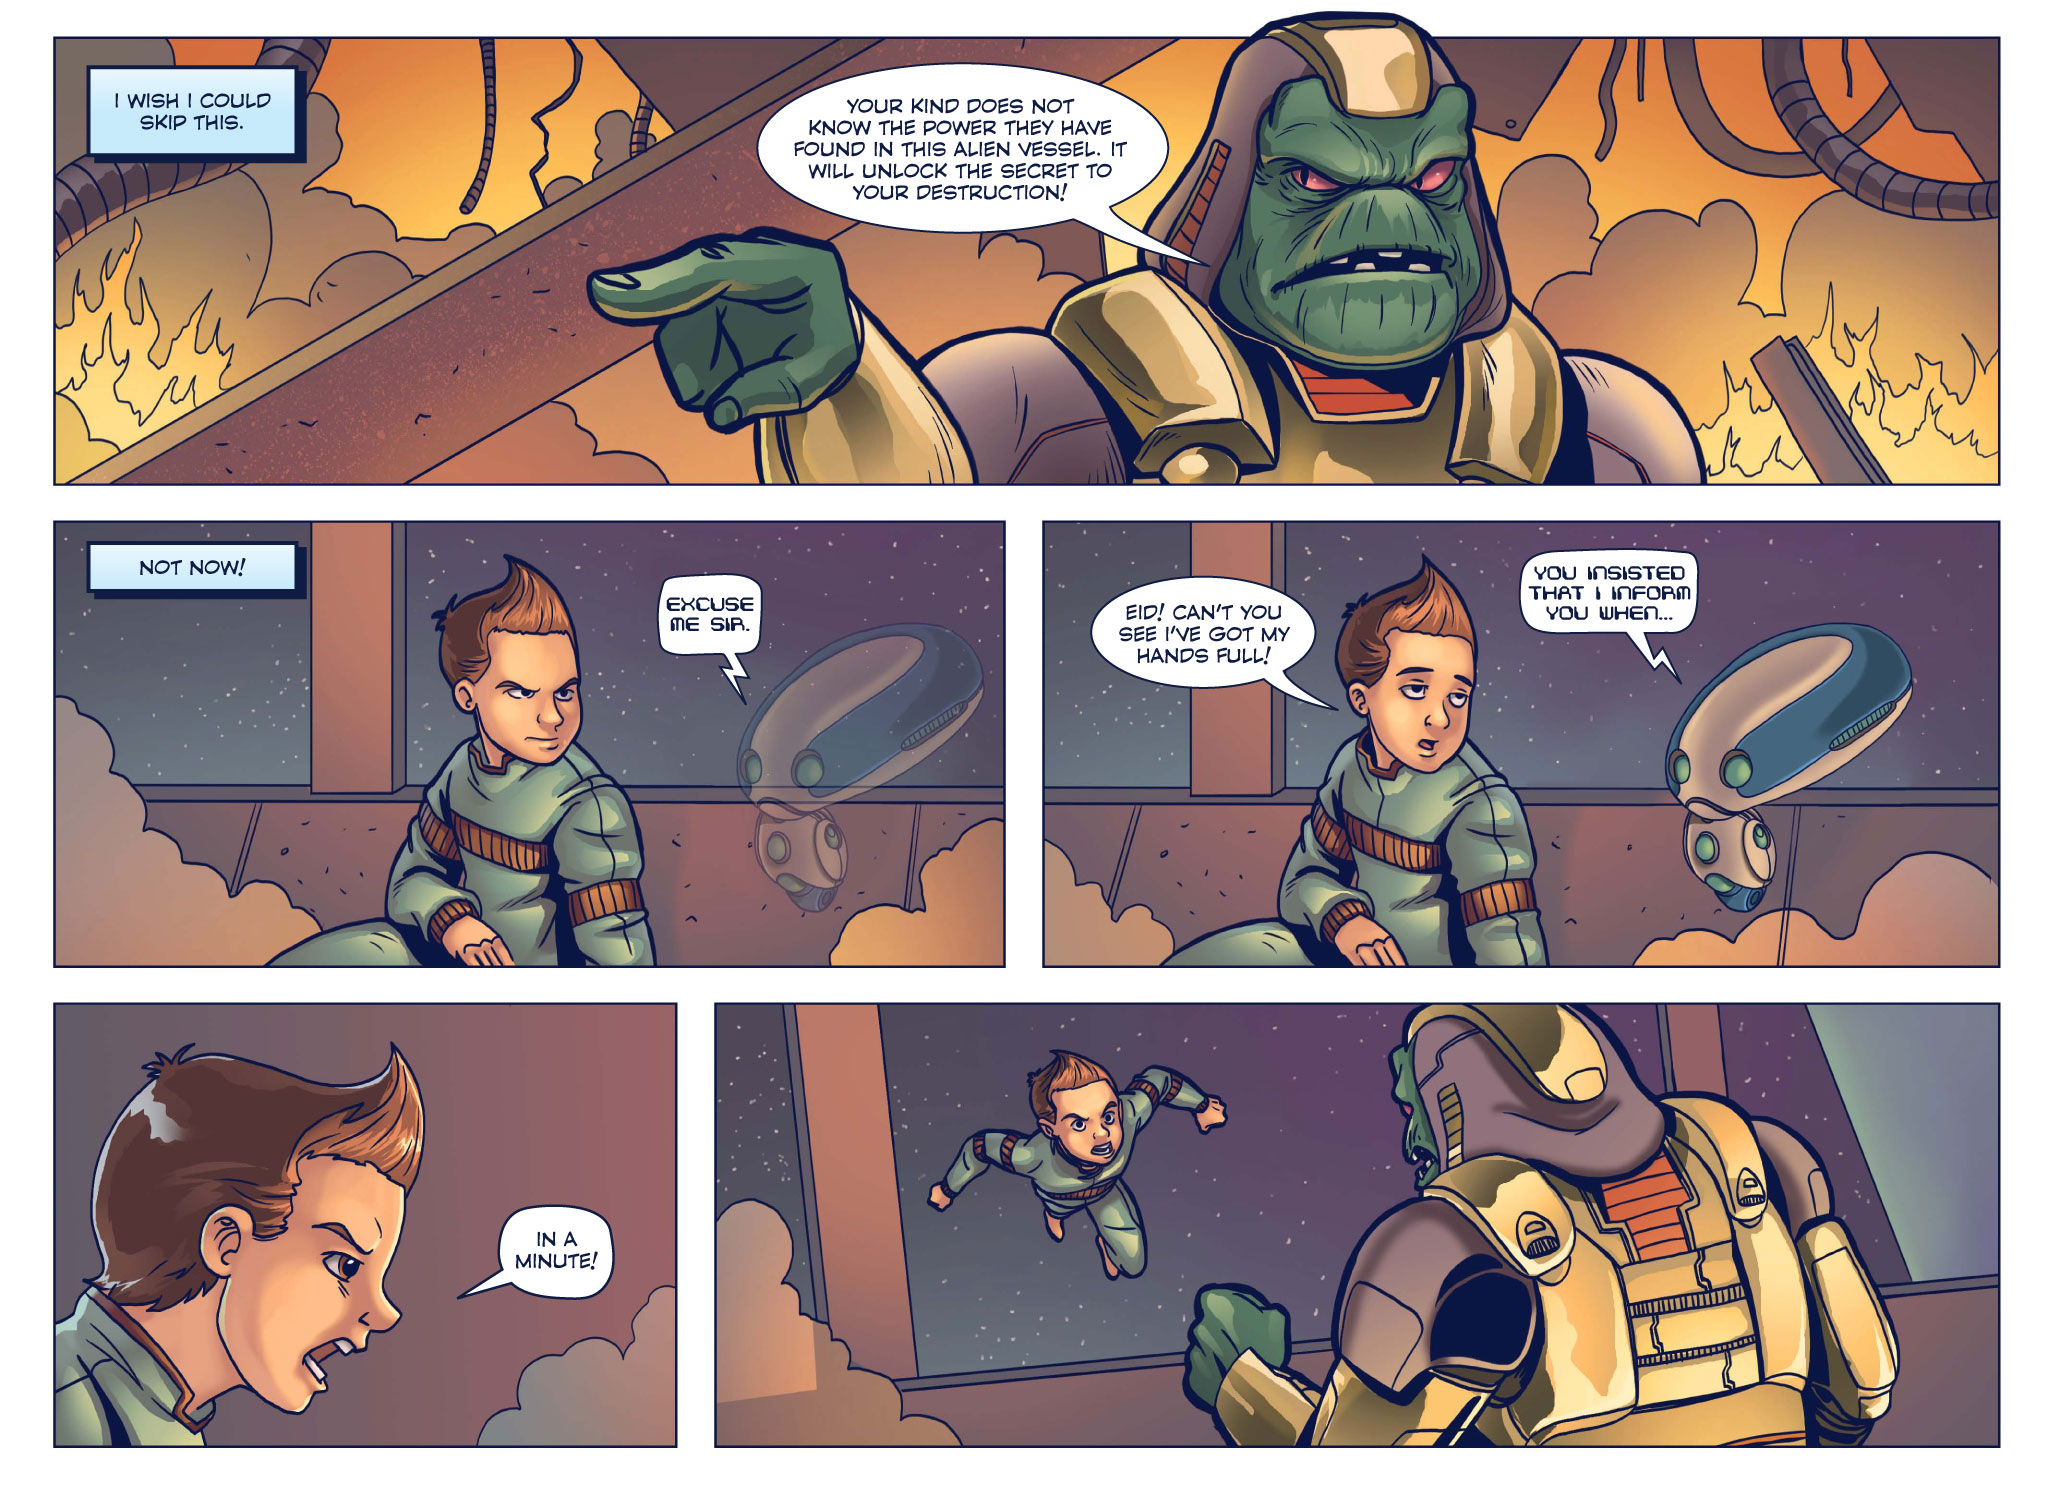 I WISH I COULD
SKIP THIS.
YOUR KIND DOES NOT
KNOW THE POWER THEY HAVE
FOUND IN THIS ALIEN VESSEL. IT
WILL UNLOCK THE SECRET TO
YOUR DESTRUCTION!
NOT NOW!
EXCUSE
ME SIR.
EID! CAN'T YOU
SEE I'VE GOT MY
HANDS FULL!
YOU INSISTED
THAT I INFORM
YOU WHEN...
IN A
MINUTE!